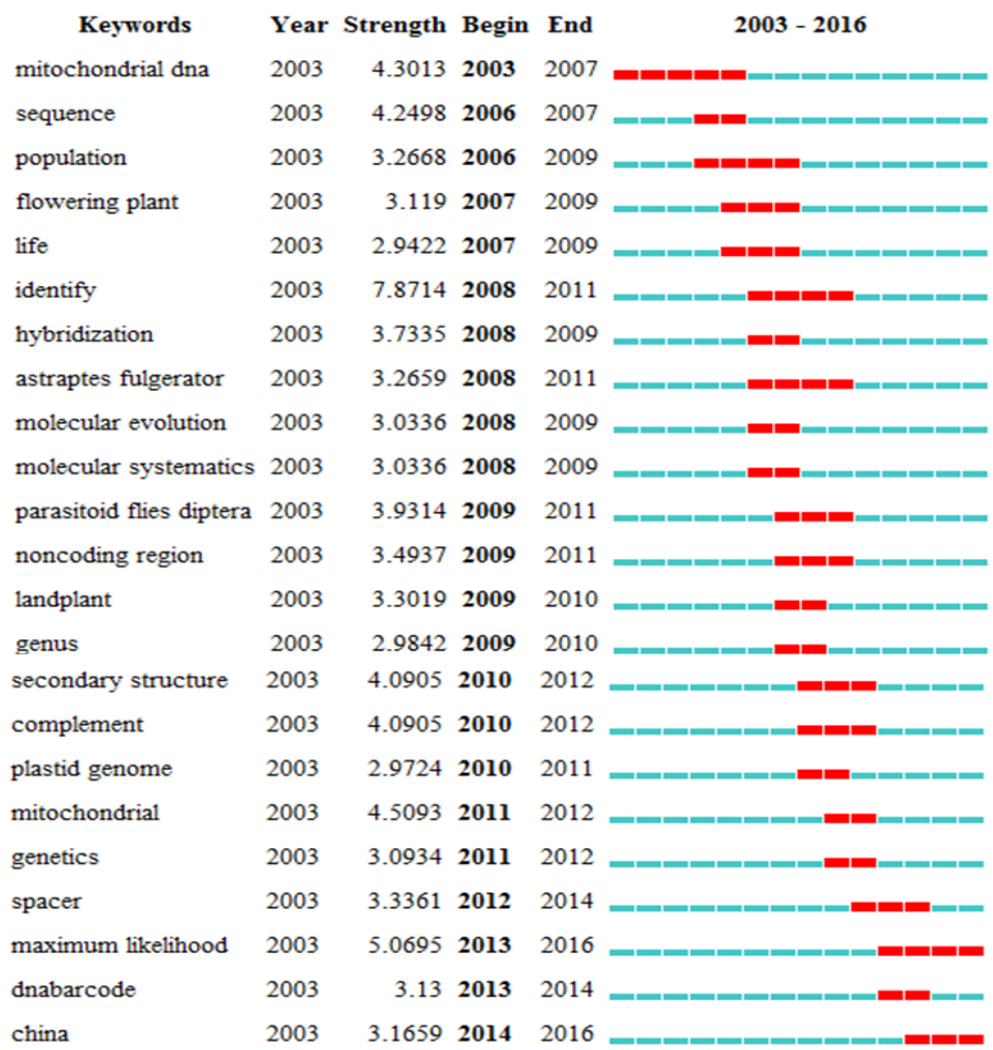 Keywords Year Strength Begin End 2003 - 2016
mitochondrial dna 2003 4.3013 2003 2007
sequence 2003 4.2498 2006 2007
population 2003 3.2668 2006 2009
flowering plant 2003 3.119 2007 2009
life 2003 2.9422 2007 2009
identify 2003 7.8714 2008 2011
hybridization 2003 3.7335 2008 2009
astraptes fulgerator 2003 3.2659 2008 2011
molecular evolution 2003 3.0336 2008 2009
molecular systematics 2003 3.0336 2008 2009
parasitoid flies diptera 2003 3.9314 2009 2011
noncoding region 2003 3.4937 2009 2011
landplant 2003 3.3019 2009 2010
genus 2003 2.9842 2009 2010
secondary structure 2003 4.0905 2010 2012
complement 2003 4.0905 2010 2012
plastid genome 2003 2.9724 2010 2011
mitochondrial 2003 4.5093 2011 2012
genetics 2003 3.0934 2011 2012
spacer 2003 3.3361 2012 2014
maximum likelihood 2003 5.0695 2013 2016
dnabarcode 2003 3.13 2013 2014
china 2003 3.1659 2014 2016